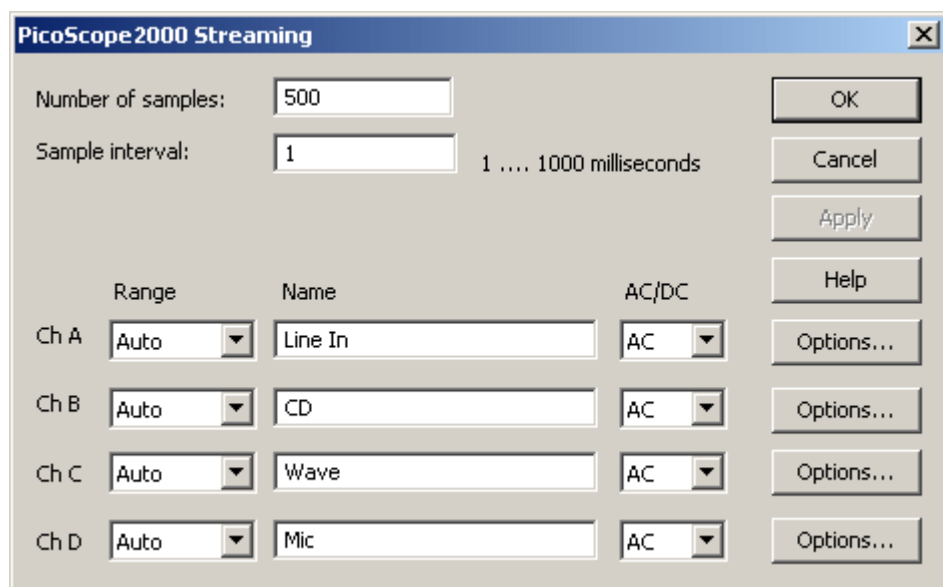 PicoScope2000 Streaming
Number of samples: 500 OK
Sample interval: 1 1 .... 1000 milliseconds Cancel
Apply
Help
Range Name AC/DC
Ch A Auto Line In AC Options...
Ch B Auto CD AC Options...
Ch C Auto Wave AC Options...
Ch D Auto Mic AC Options...